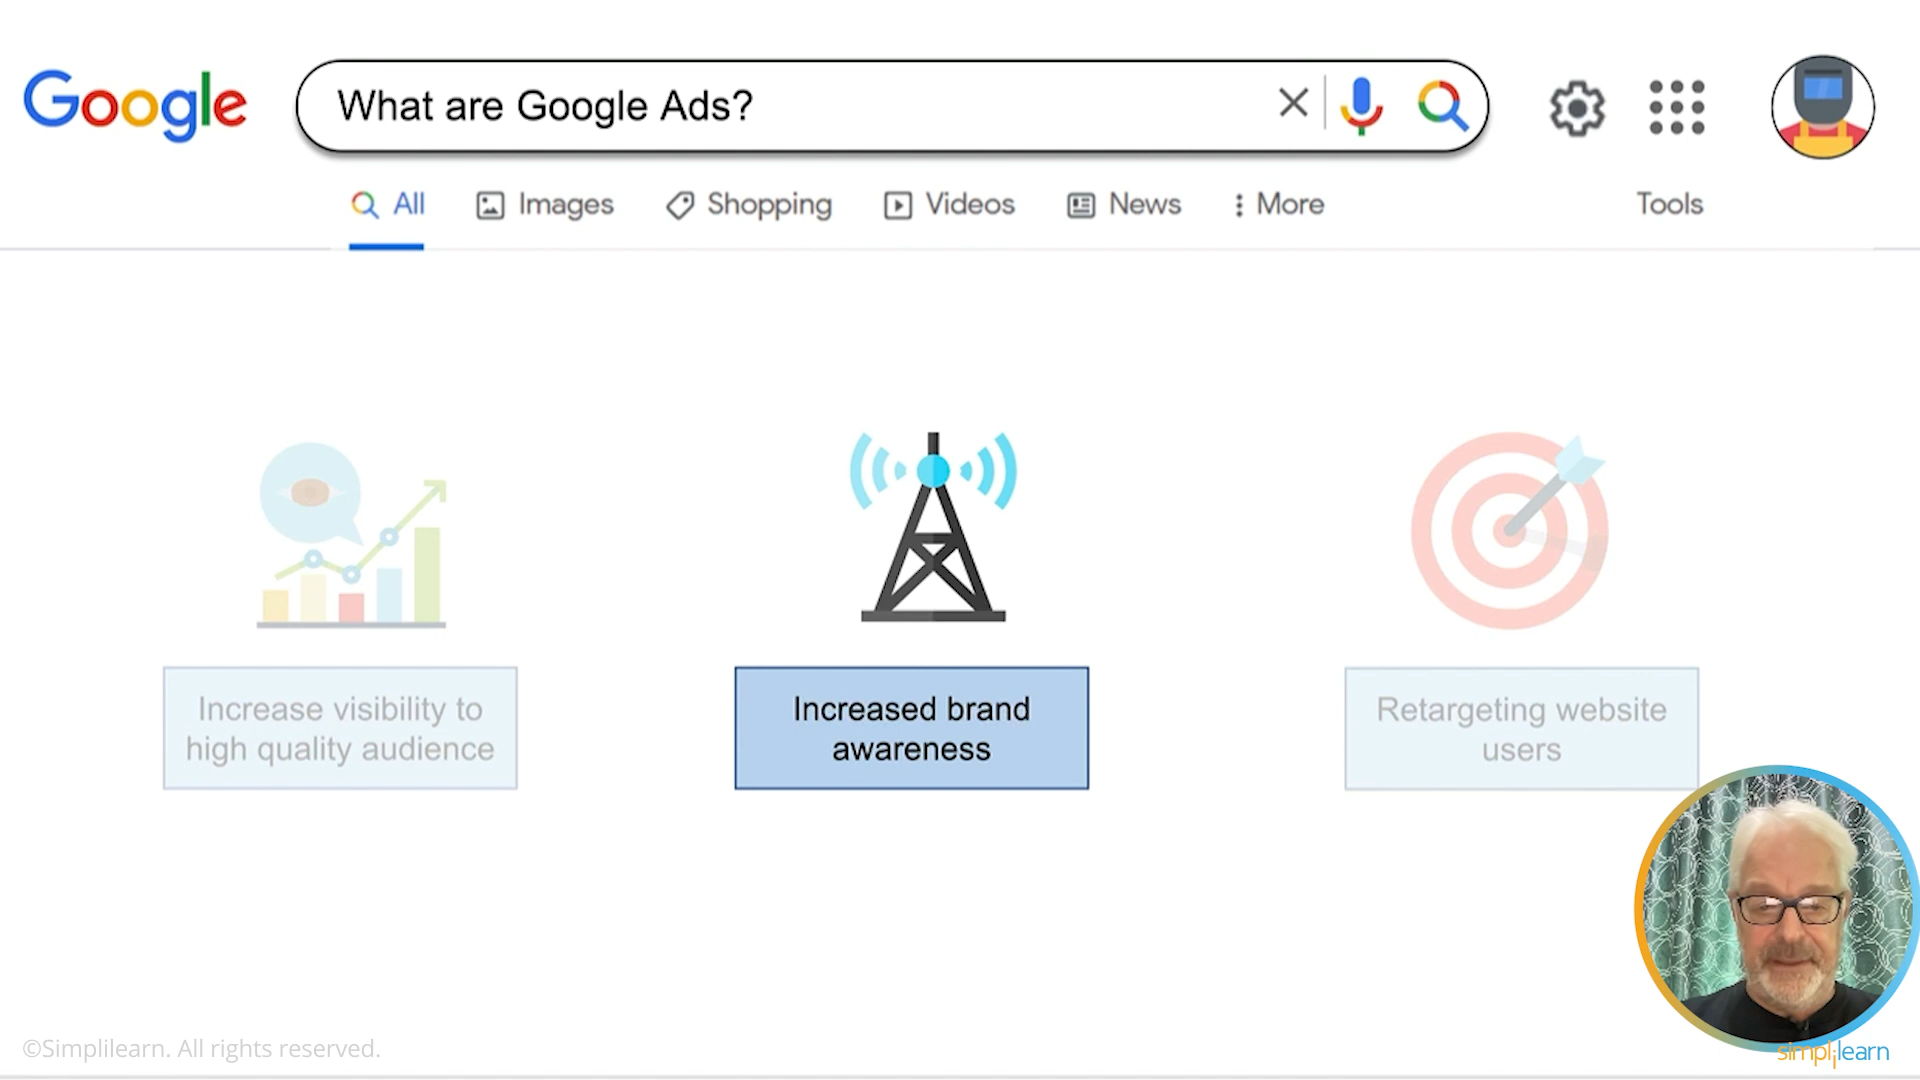 Google
What are Google Ads?
All Images Shopping Videos News More Tools
Increase visibility to
high quality audience
Increased brand
awareness
Retargeting website
users
©Simplilearn. All rights reserved.
simplilearn